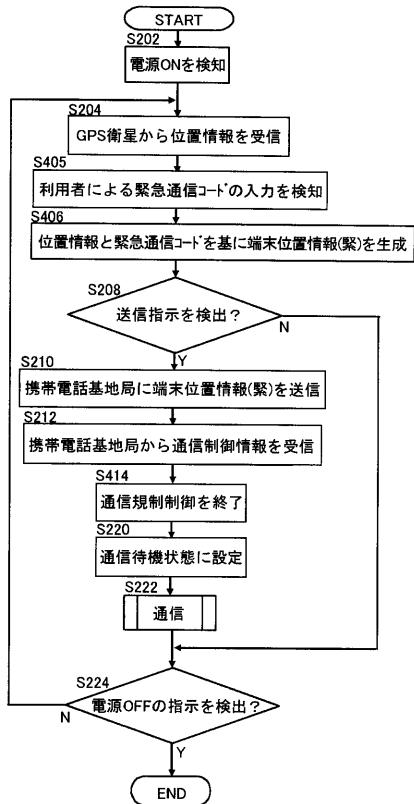 START
S202
電源ONを検知
S204
GPS衛星から位置情報を受信
S405
利用者による緊急通信コードの入力を検知
S406
位置情報と緊急通信コードを基に端末位置情報(緊)を生成
S208
送信指示を検出？
N
Y
S210
携帯電話基地局に端末位置情報(緊)を送信
S212
携帯電話基地局から通信制御情報を受信
S414
通信規制制御を終了
S220
通信待機状態に設定
S222
通信
S224
電源OFFの指示を検出？
N
Y
END